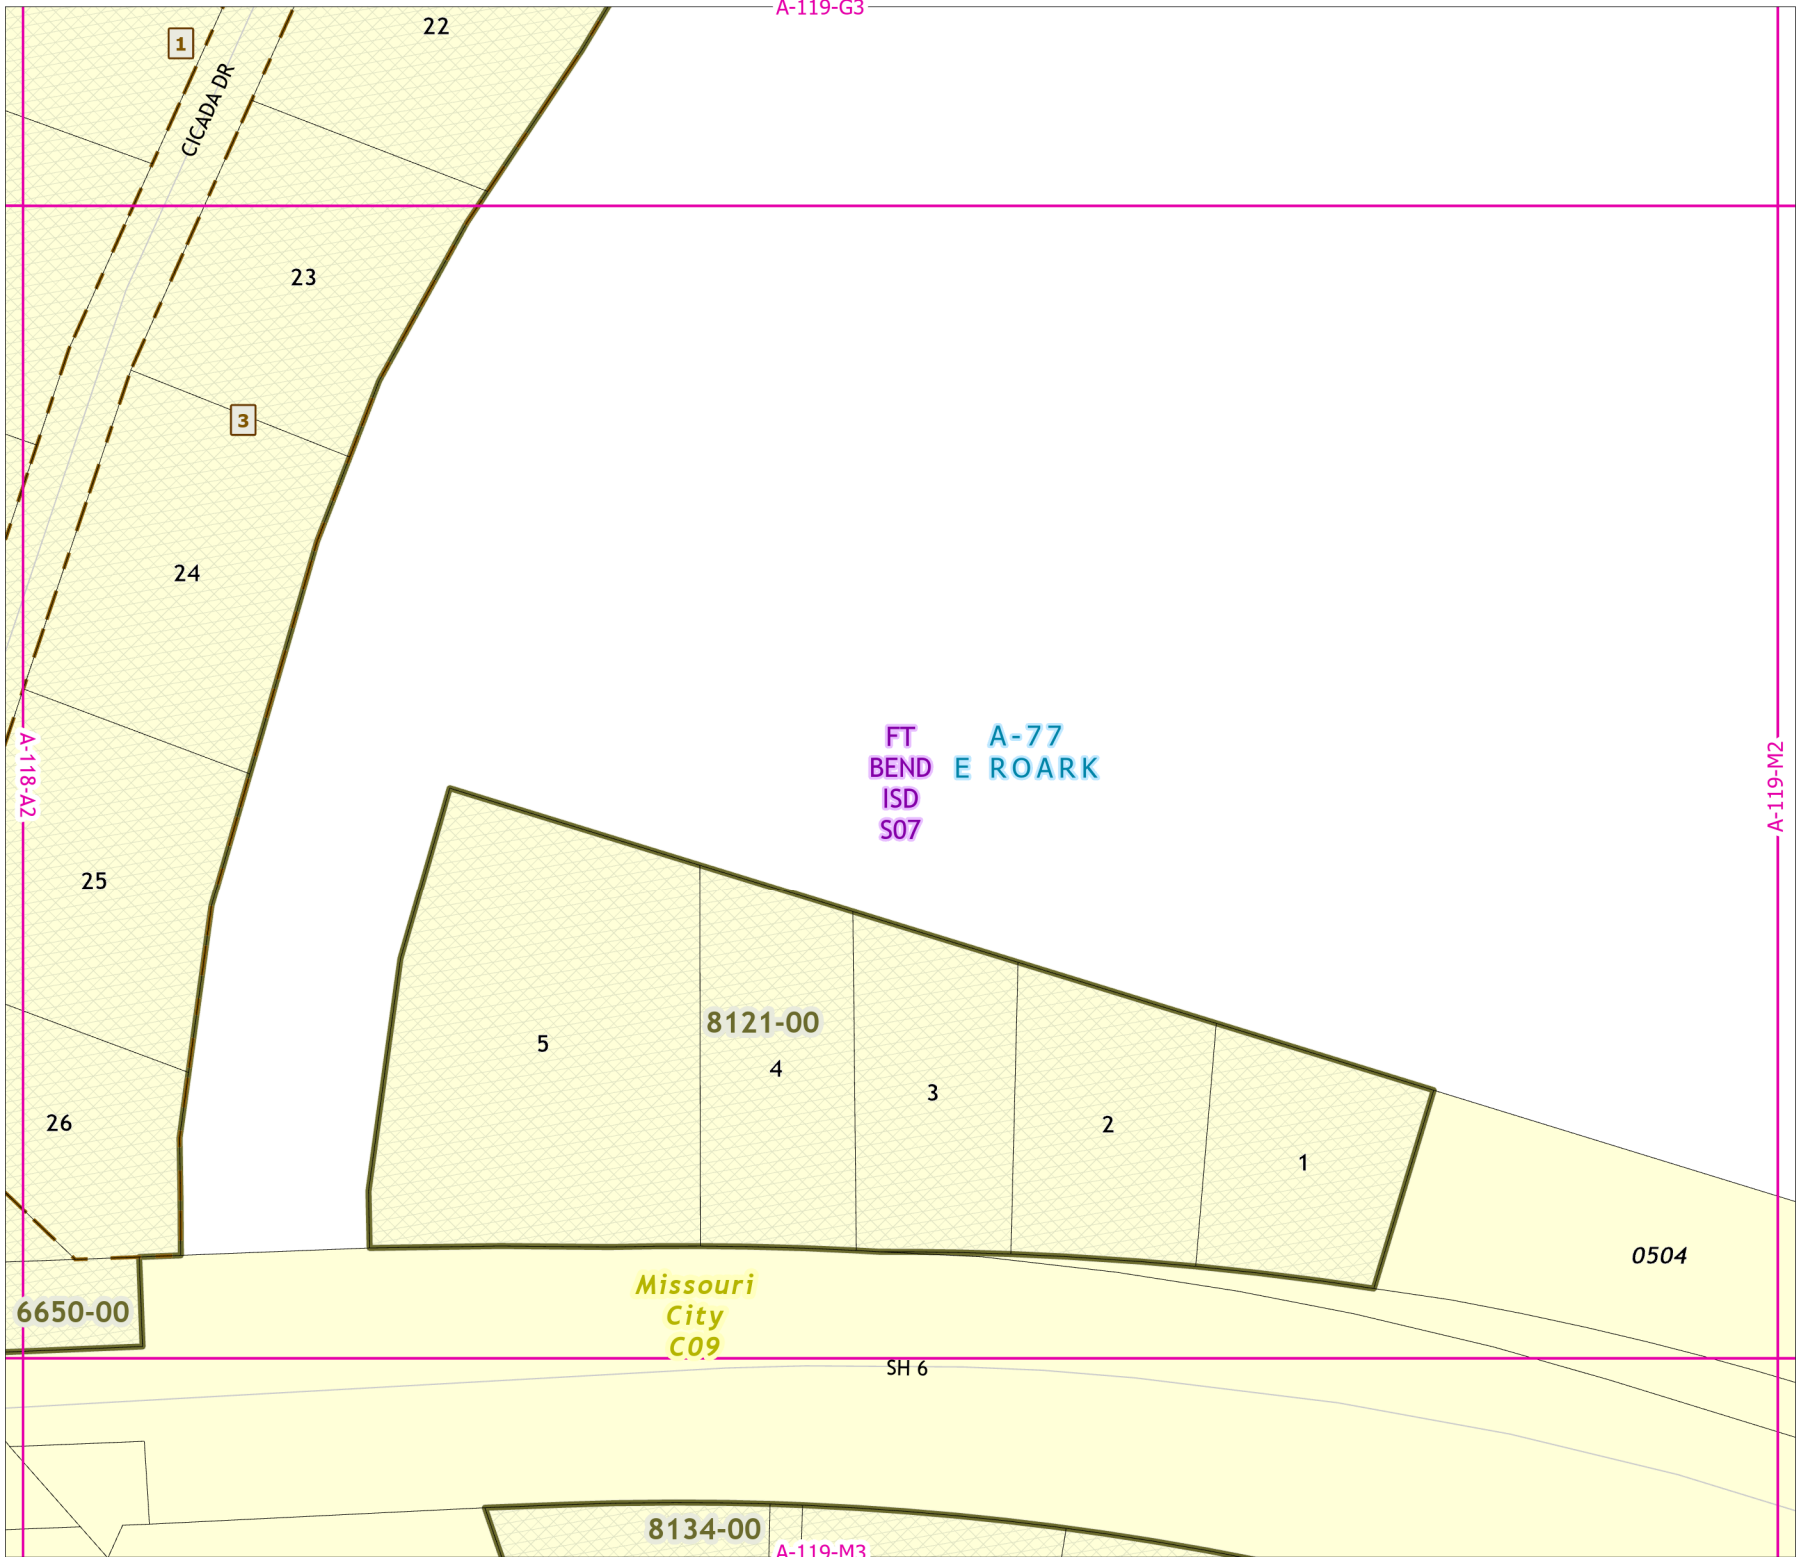 A-119-G3
22
1
CICADA DR
23
3
24
A-118-A2
FT
BEND
ISD
S07
A-77
E ROARK
A-119-M2
25
8121-00
5
4
3
2
1
26
0504
6650-00
Missouri
City
C09
SH 6
8134-00
A-119-M3